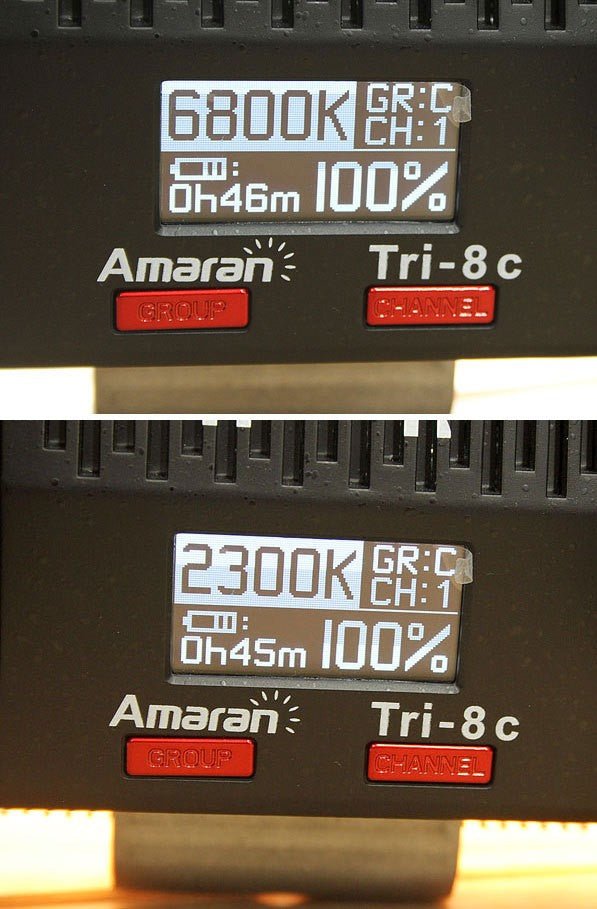 6800K GR:C
CH:1
0h46m 100%
Amaran Tri-8c
GROUP CHANNEL
2300K GR:C
CH:1
0h45m 100%
Amaran Tri-8c
GROUP CHANNEL